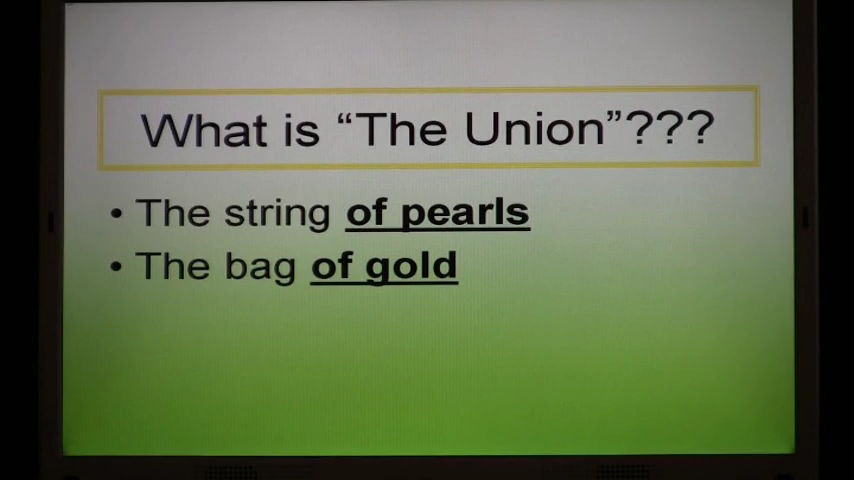 What is “The Union”???
• The string of pearls
• The bag of gold